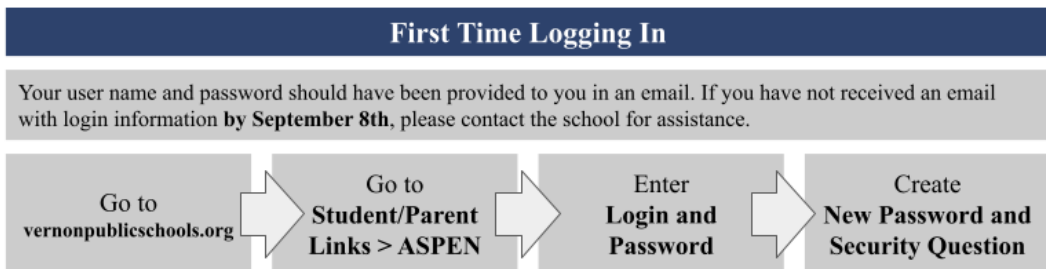 First Time Logging In
Your user name and password should have been provided to you in an email. If you have not received an email
with login information by September 8th, please contact the school for assistance.
Go to
vernonpublicschools.org
Go to
Student/Parent
Links > ASPEN
Enter
Login and
Password
Create
New Password and
Security Question